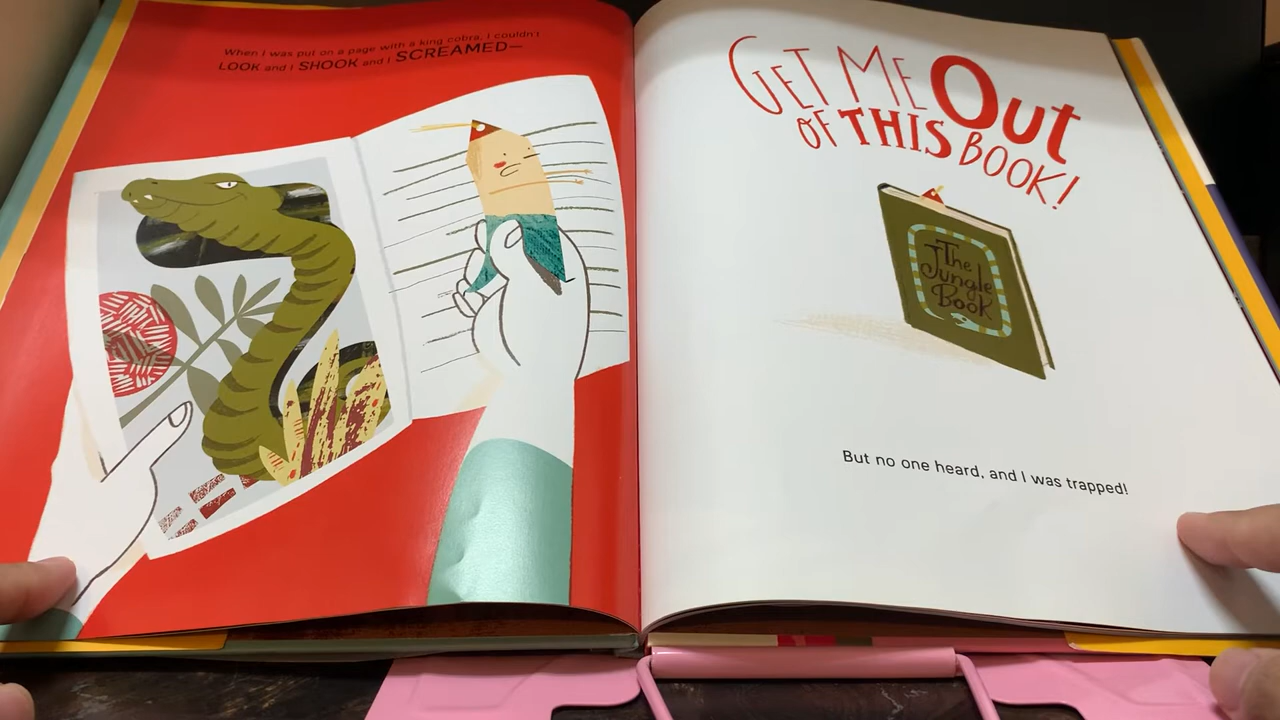 When I was put on a page with a king cobra, I couldn't
LOOK and I SHOOK and I SCREAMED—
GET ME OUT
OF THIS BOOK!
The
Jungle
Book
But no one heard, and I was trapped!